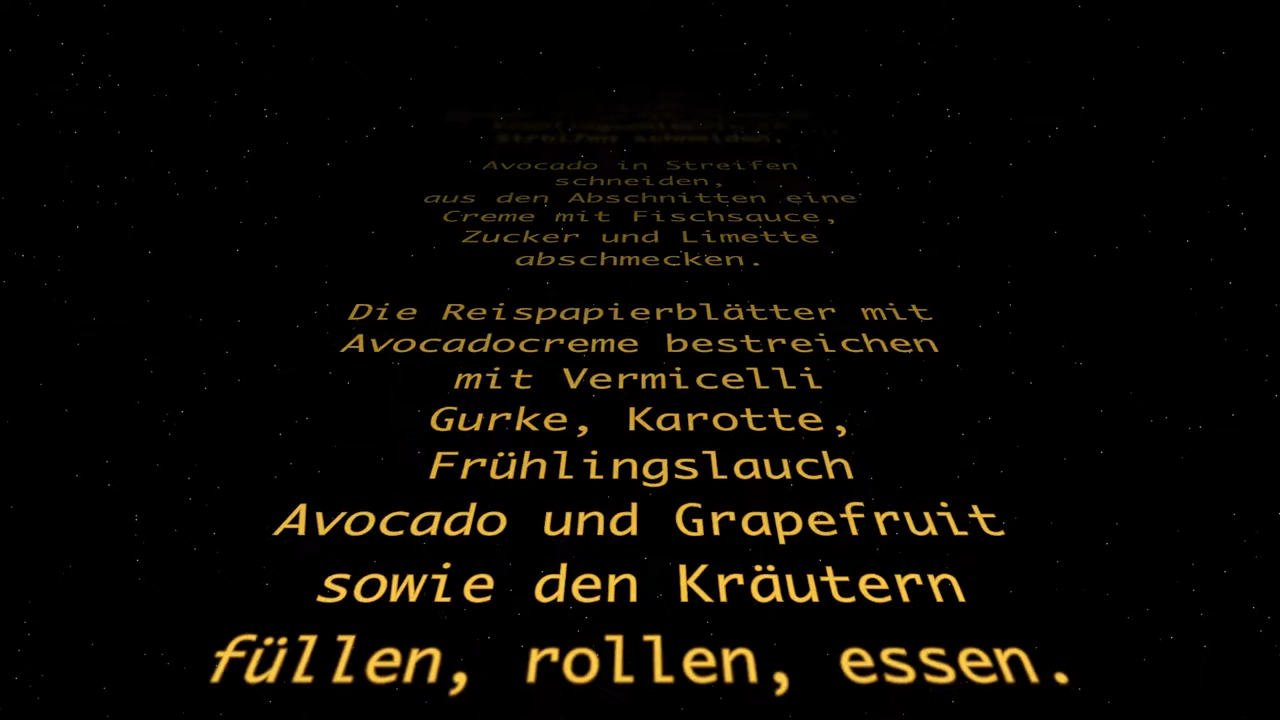 schneiden,
Avocado in Streifen
schneiden,
aus den Abschnitten eine
Creme mit Fischsauce,
Zucker und Limette
abschmecken.
Die Reispapierblätter mit
Avocadocreme bestreichen
mit Vermicelli
Gurke, Karotte,
Frühlingslauch
Avocado und Grapefruit
sowie den Kräutern
füllen, rollen, essen.